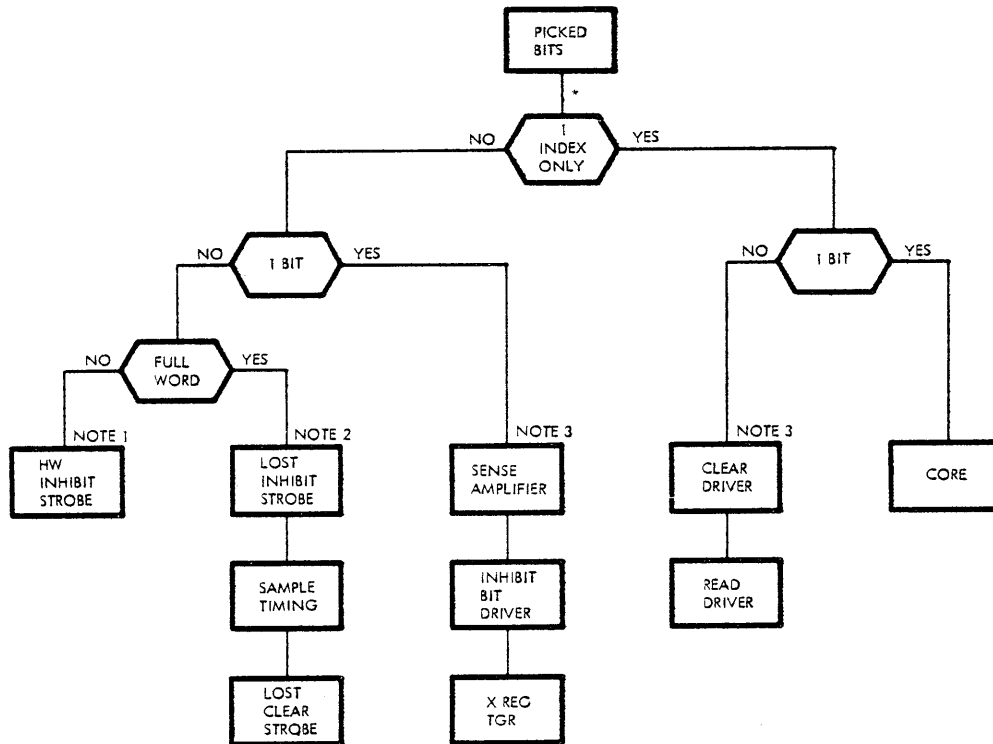 PICKED
BITS
*
1
INDEX
ONLY
NO
YES
NO
1 BIT
YES
NO
1 BIT
YES
NO
FULL
WORD
YES
NOTE 1
HW
INHIBIT
STROBE
NOTE 2
LOST
INHIBIT
STROBE
NOTE 3
SENSE
AMPLIFIER
NOTE 3
CLEAR
DRIVER
CORE
SAMPLE
TIMING
INHIBIT
BIT
DRIVER
READ
DRIVER
LOST
CLEAR
STROBE
X REG
TGR